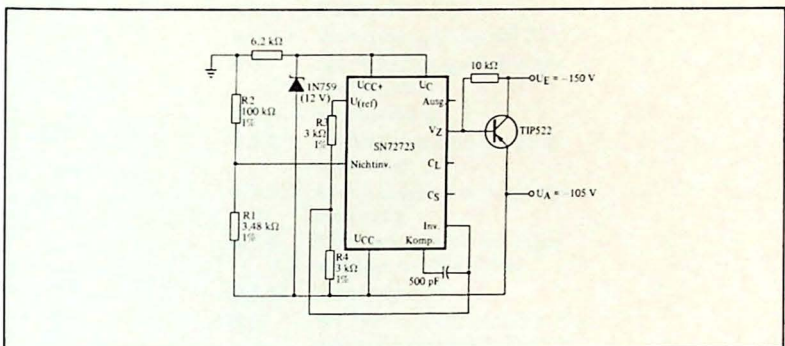 6,2 kΩ
R2
100 kΩ
1%
1N759
(12 V)
R3
3 kΩ
1%
UCC+
UC
U(ref)
Ausg.
SN72723
VZ
Nichtinv.
CL
CS
Inv.
UCC
Komp.
10 kΩ
UE = −150 V
TIP522
UA = −105 V
R1
3,48 kΩ
1%
R4
3 kΩ
1%
500 pF